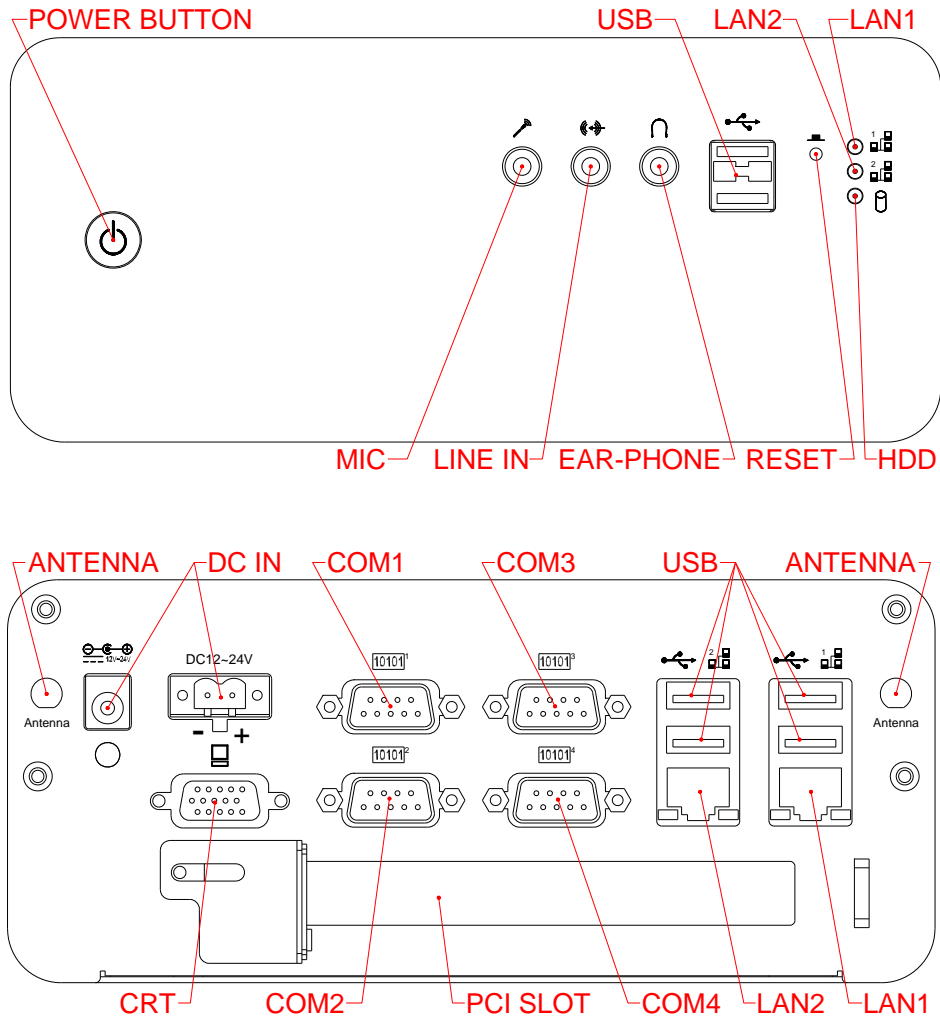 POWER BUTTON USB LAN2 LAN1
1
2
MIC LINE IN EAR-PHONE RESET HDD
ANTENNA DC IN COM1 COM3 USB ANTENNA
12V~24V
DC12~24V
10101 1
10101 3
2
1
Antenna
Antenna
- +
10101 2
10101 4
CRT COM2 PCI SLOT COM4 LAN2 LAN1